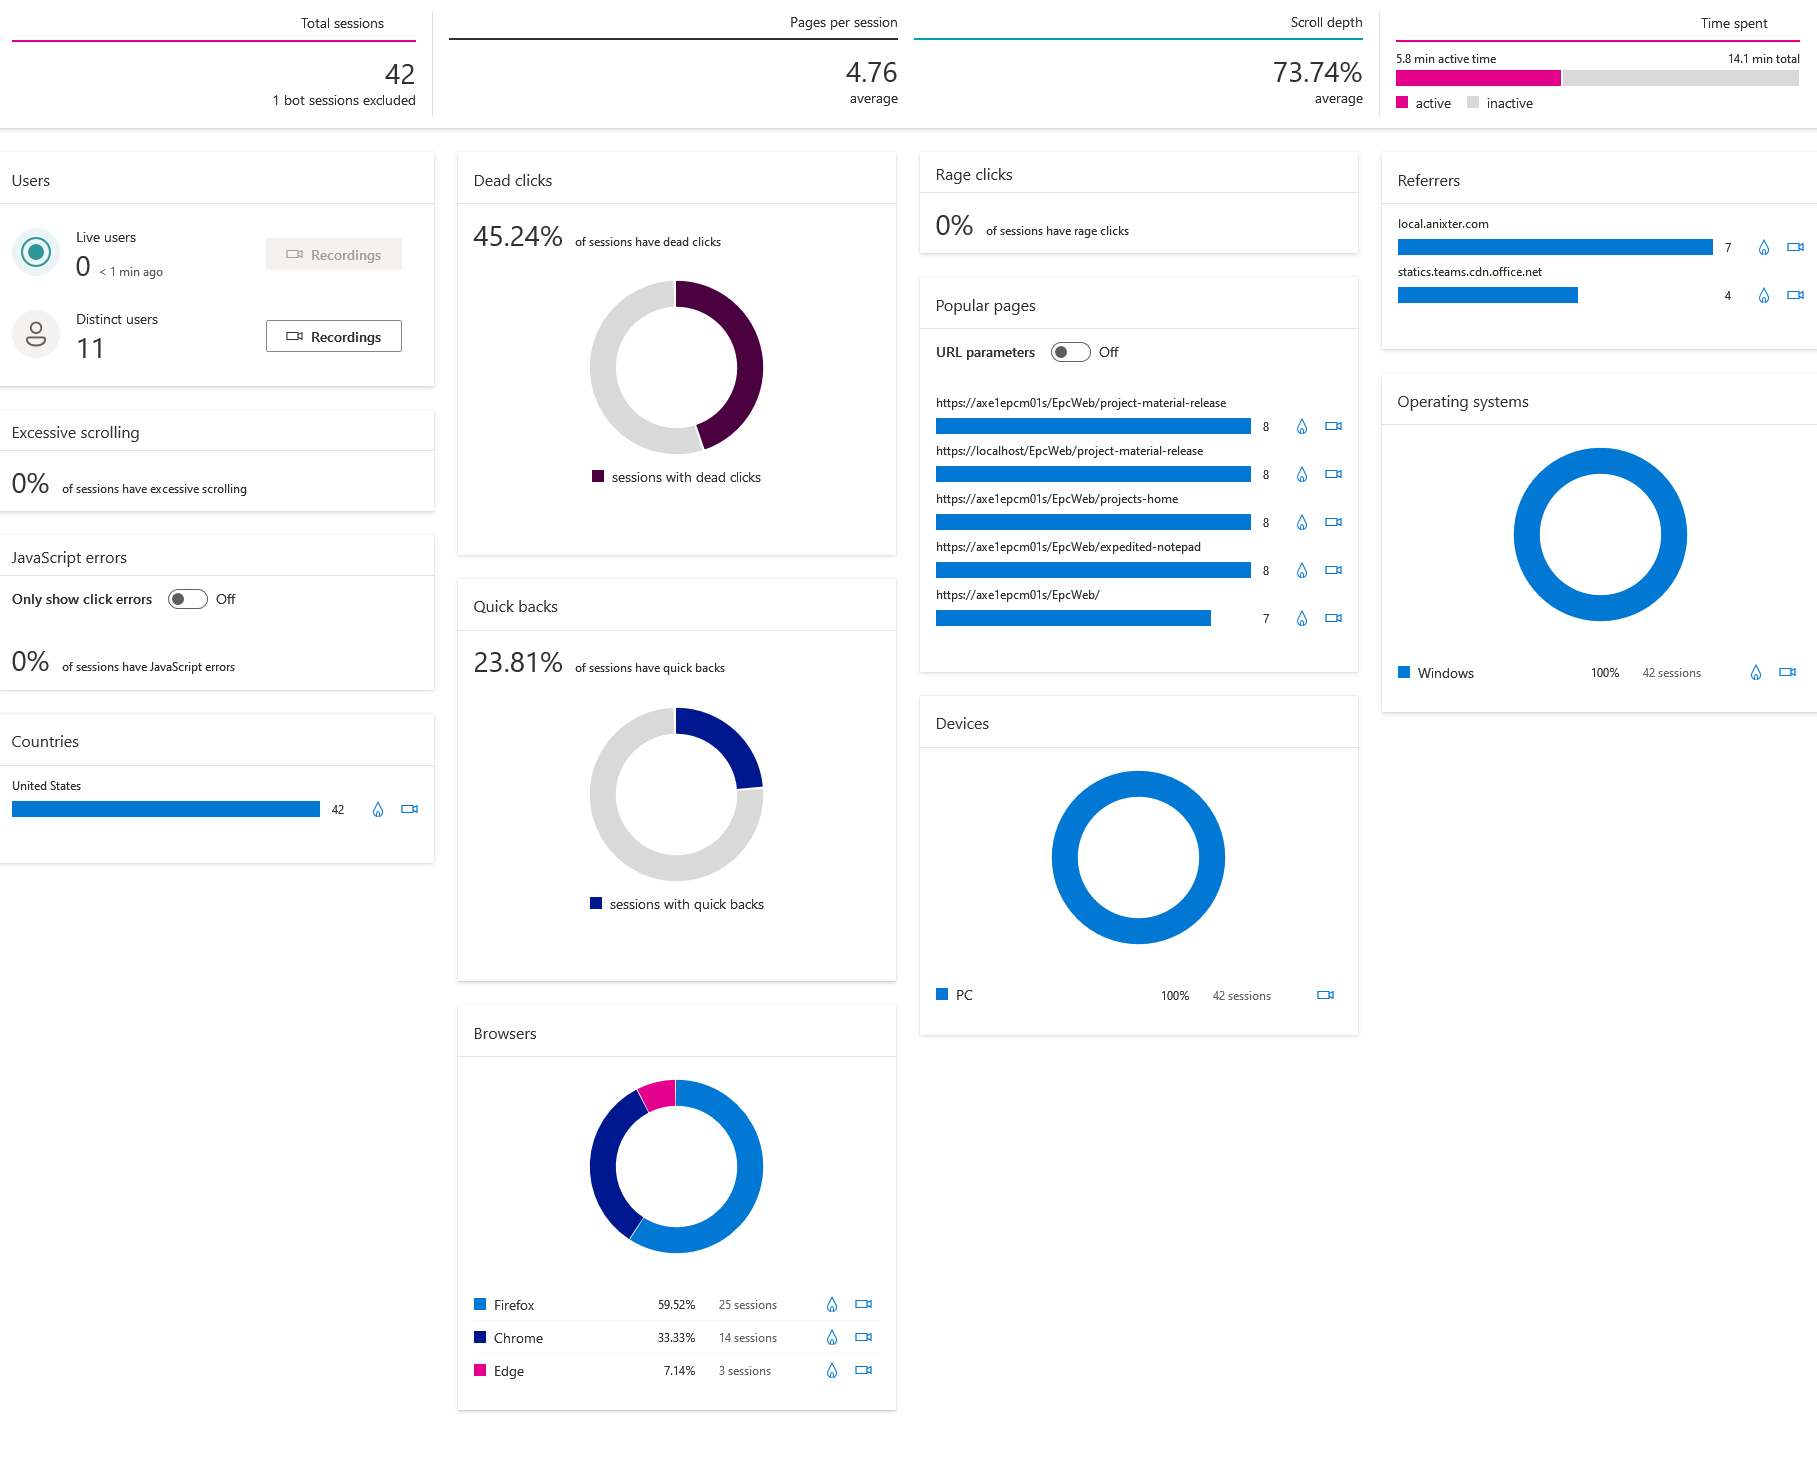 Total sessions
42
1 bot sessions excluded
Pages per session
4.76
average
Scroll depth
73.74%
average
Time spent
5.8 min active time 14.1 min total
active inactive
Users
Live users
0 < 1 min ago
Recordings
Distinct users
11
Recordings
Excessive scrolling
0% of sessions have excessive scrolling
JavaScript errors
Only show click errors Off
0% of sessions have JavaScript errors
Countries
United States
42
Dead clicks
45.24% of sessions have dead clicks
sessions with dead clicks
Quick backs
23.81% of sessions have quick backs
sessions with quick backs
Browsers
Firefox 59.52% 25 sessions
Chrome 33.33% 14 sessions
Edge 7.14% 3 sessions
Rage clicks
0% of sessions have rage clicks
Popular pages
URL parameters Off
https://axe1epcm01s/EpcWeb/project-material-release
8
https://localhost/EpcWeb/project-material-release
8
https://axe1epcm01s/EpcWeb/projects-home
8
https://axe1epcm01s/EpcWeb/expedited-notepad
8
https://axe1epcm01s/EpcWeb/
7
Devices
PC 100% 42 sessions
Referrers
local.anixter.com
7
statics.teams.cdn.office.net
4
Operating systems
Windows 100% 42 sessions